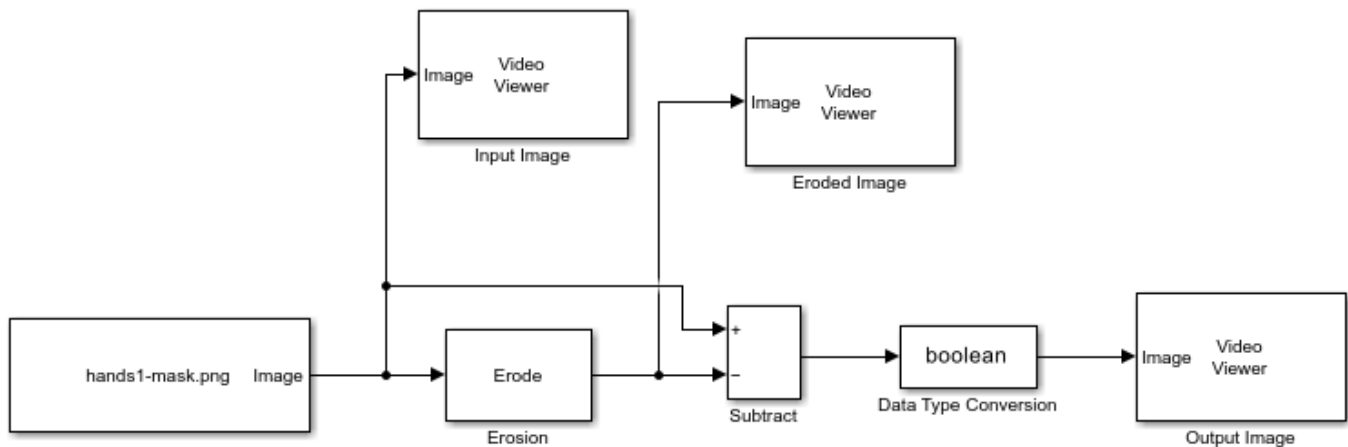 Image
Video
Viewer
Input Image
Image
Video
Viewer
Eroded Image
hands1-mask.png
Image
Erode
Erosion
+
−
Subtract
boolean
Data Type Conversion
Image
Video
Viewer
Output Image